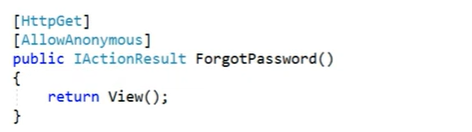 [HttpGet]
[AllowAnonymous]
public IActionResult ForgotPassword()
{
    return View();
}